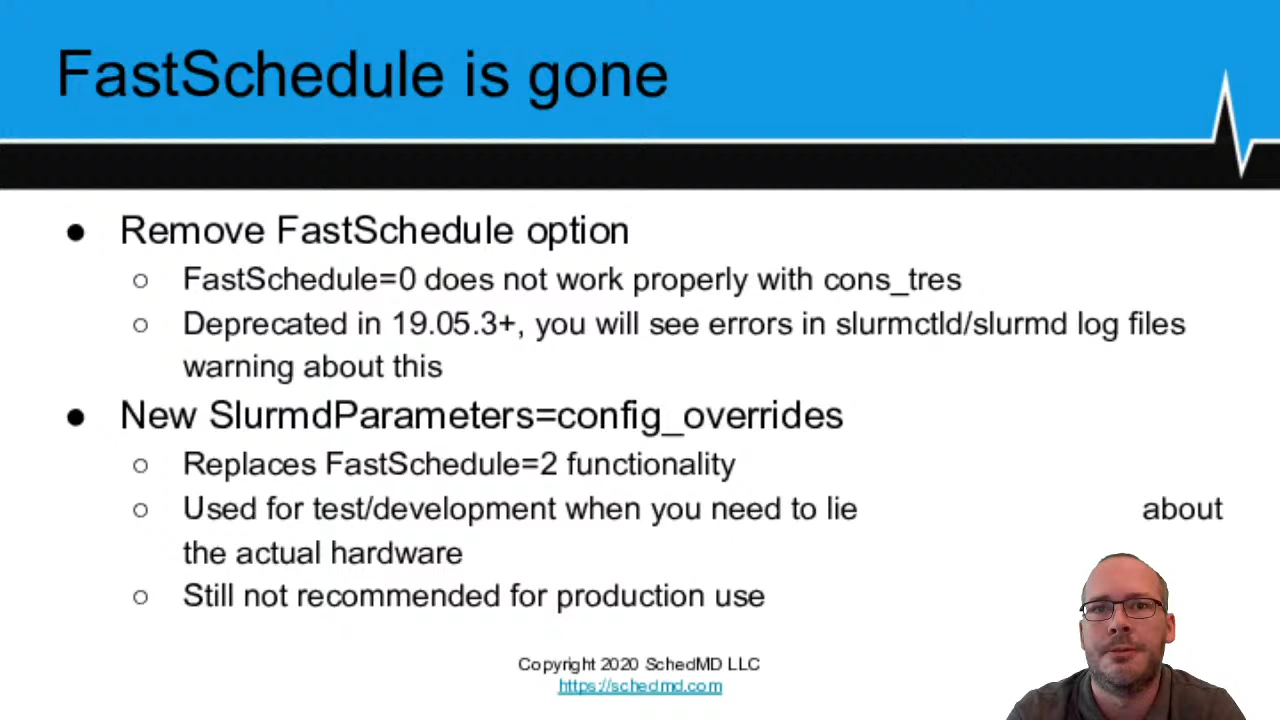 FastSchedule is gone
● Remove FastSchedule option
○ FastSchedule=0 does not work properly with cons_tres
○ Deprecated in 19.05.3+, you will see errors in slurmctld/slurmd log files
warning about this
● New SlurmdParameters=config_overrides
○ Replaces FastSchedule=2 functionality
○ Used for test/development when you need to lie about
the actual hardware
○ Still not recommended for production use
Copyright 2020 SchedMD LLC
https://schedmd.com